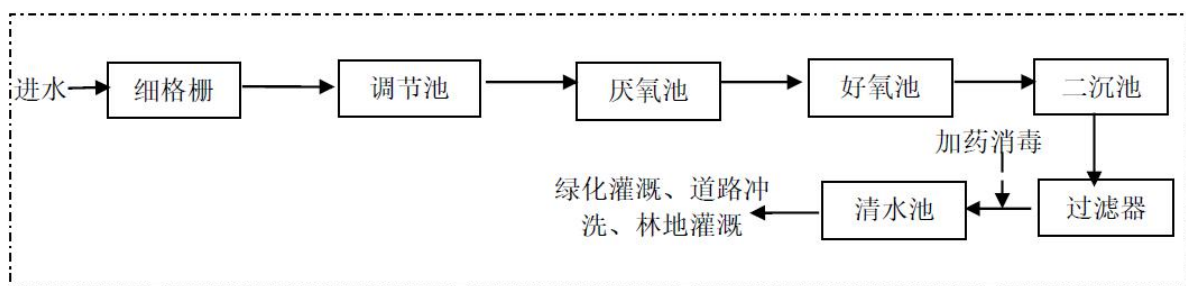 进水
细格栅
调节池
厌氧池
好氧池
二沉池
加药消毒
绿化灌溉、道路冲
洗、林地灌溉
清水池
过滤器